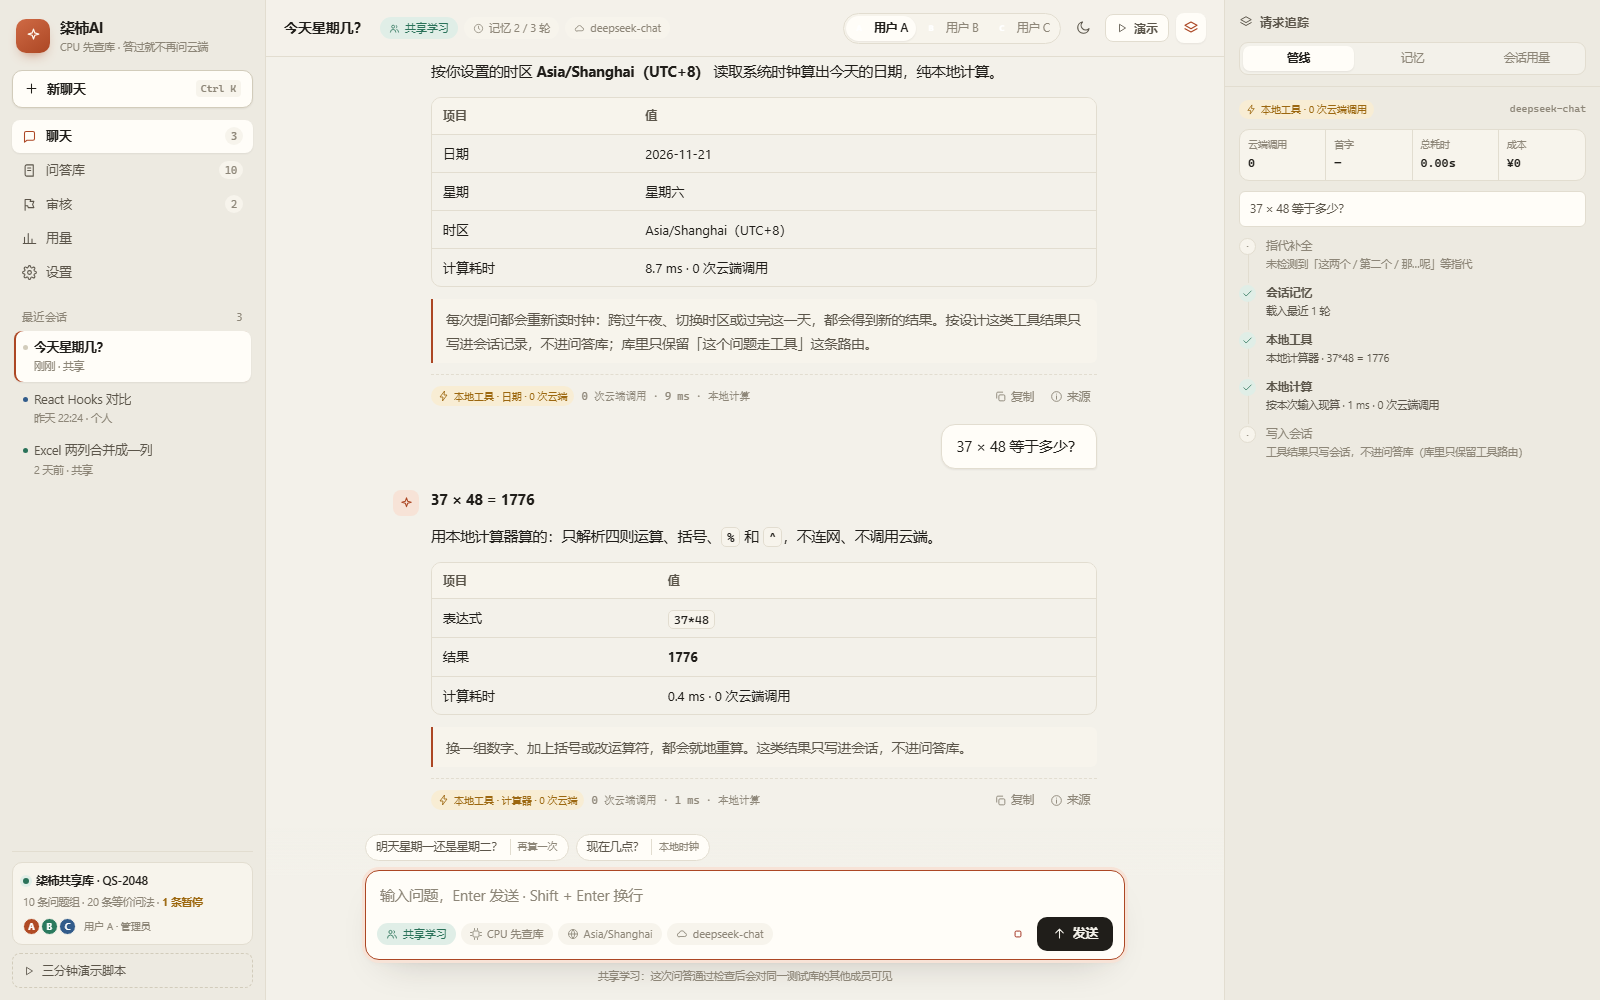 柒柿AI
CPU 先查库 · 答过就不再问云端
新聊天
Ctrl K
聊天
3
问答库
10
审核
2
用量
设置
最近会话
3
今天星期几?
刚刚 · 共享
React Hooks 对比
昨天 22:24 · 个人
Excel 两列合并成一列
2 天前 · 共享
柒柿共享库 · QS-2048
10 条问题组 · 20 条等价问法 · 1 条暂停
A B C 用户 A · 管理员
三分钟演示脚本
今天星期几?
共享学习
记忆 2 / 3 轮
deepseek-chat
用户 A
用户 B
用户 C
演示
按你设置的时区 Asia/Shanghai（UTC+8） 读取系统时钟算出今天的日期，纯本地计算。
项目 值
日期 2026-11-21
星期 星期六
时区 Asia/Shanghai（UTC+8）
计算耗时 8.7 ms · 0 次云端调用
每次提问都会重新读时钟：跨过午夜、切换时区或过完这一天，都会得到新的结果。按设计这类工具结果只
写进会话记录，不进问答库；库里只保留「这个问题走工具」这条路由。
本地工具 · 日期 · 0 次云端 0 次云端调用 · 9 ms · 本地计算 复制 来源
37 × 48 等于多少?
37 × 48 = 1776
用本地计算器算的：只解析四则运算、括号、 % 和 ^ ，不连网、不调用云端。
项目 值
表达式 37*48
结果 1776
计算耗时 0.4 ms · 0 次云端调用
换一组数字、加上括号或改运算符，都会就地重算。这类结果只写进会话，不进问答库。
本地工具 · 计算器 · 0 次云端 0 次云端调用 · 1 ms · 本地计算 复制 来源
明天星期一还是星期二? 再算一次
现在几点? 本地时钟
输入问题，Enter 发送 · Shift + Enter 换行
共享学习
CPU 先查库
Asia/Shanghai
deepseek-chat
发送
共享学习：这次问答通过检查后会对同一测试库的其他成员可见
请求追踪
管线
记忆
会话用量
本地工具 · 0 次云端调用
deepseek-chat
云端调用 首字 总耗时 成本
0 — 0.00s ¥0
37 × 48 等于多少?
指代补全
未检测到「这两个 / 第二个 / 那…呢」等指代
会话记忆
载入最近 1 轮
本地工具
本地计算器 · 37*48 = 1776
本地计算
按本次输入现算 · 1 ms · 0 次云端调用
写入会话
工具结果只写会话，不进问答库（库里只保留工具路由）